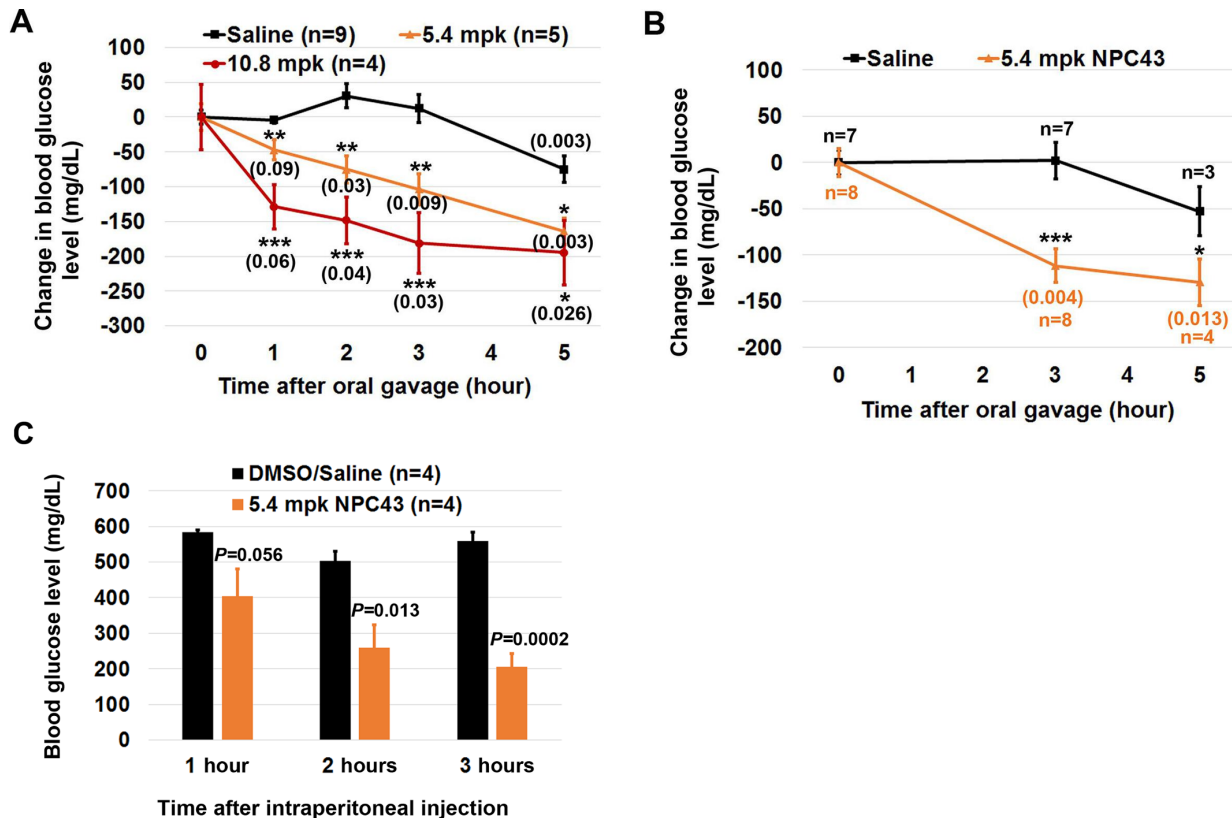 A
Saline (n=9)
5.4 mpk (n=5)
10.8 mpk (n=4)
Change in blood glucose
level (mg/dL)
100
50
0
-50
-100
-150
-200
-250
-300
**
(0.09)
**
(0.03)
**
(0.009)
(0.003)
*
(0.003)
***
(0.06)
***
(0.04)
***
(0.03)
*
(0.026)
0 1 2 3 4 5
Time after oral gavage (hour)
B
Saline
5.4 mpk NPC43
Change in blood glucose
level (mg/dL)
100
50
0
-50
-100
-150
-200
n=7
n=8
n=7
n=3
***
(0.004)
n=8
*
(0.013)
n=4
0 1 2 3 4 5
Time after oral gavage (hour)
C
DMSO/Saline (n=4)
5.4 mpk NPC43 (n=4)
Blood glucose level (mg/dL)
700
600
500
400
300
200
100
0
P=0.056
P=0.013
P=0.0002
1 hour 2 hours 3 hours
Time after intraperitoneal injection